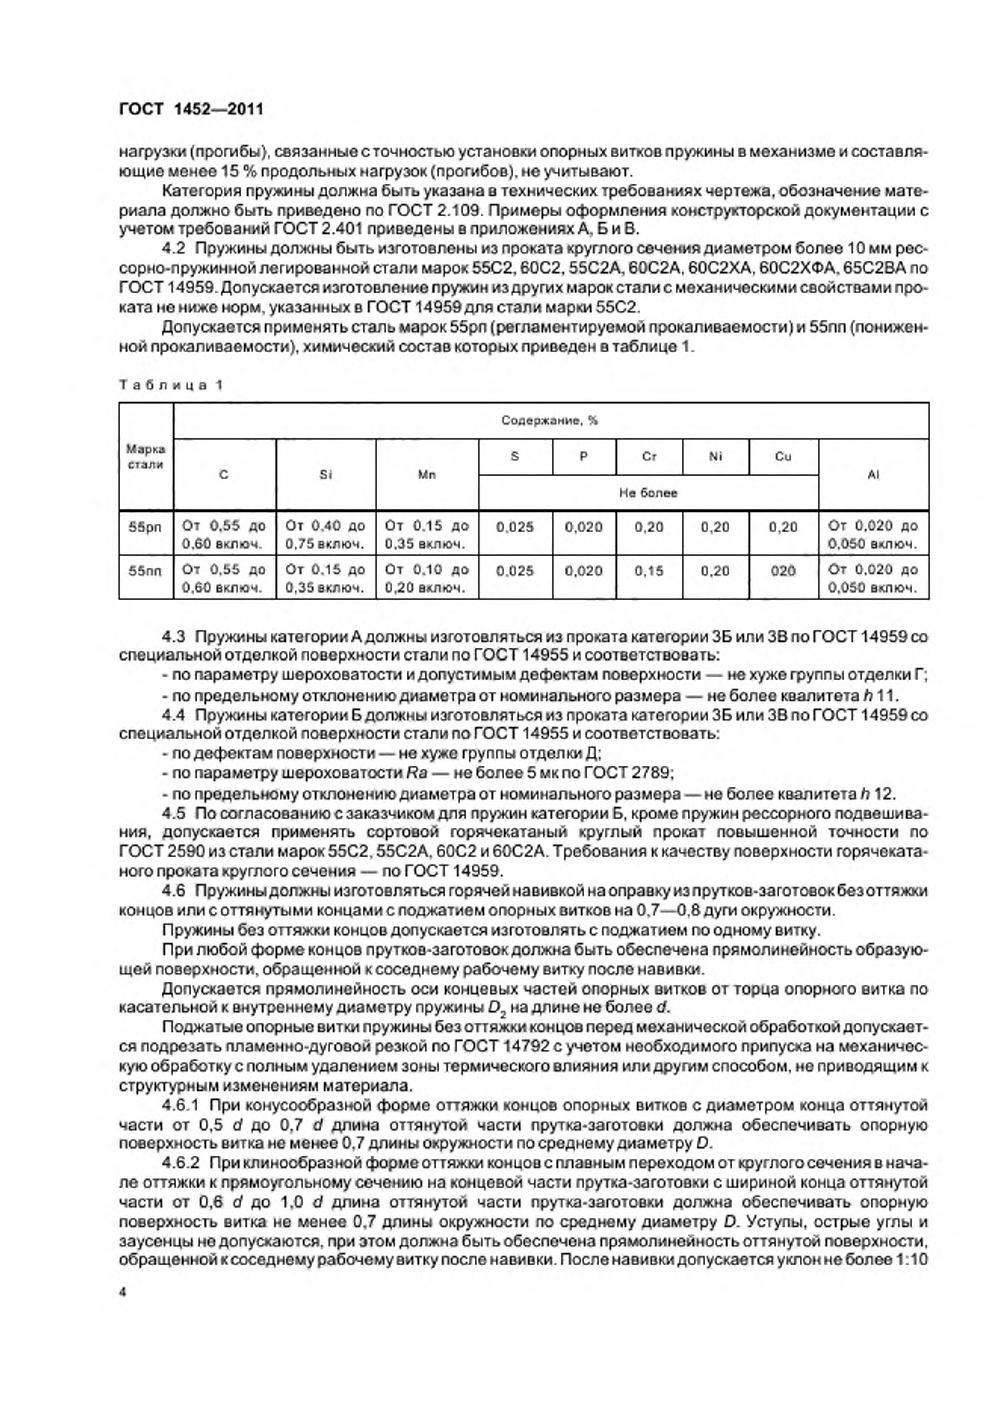 ГОСТ 1452—2011
нагрузки (прогибы), связанные с точностью установки опорных витков пружины в механизме и составля-
ющие менее 15 % продольных нагрузок (прогибов), не учитывают.
Категория пружины должна быть указана в технических требованиях чертежа, обозначение мате-
риала должно быть приведено по ГОСТ 2.109. Примеры оформления конструкторской документации с
учетом требований ГОСТ 2.401 приведены в приложениях А, Б и В.
4.2 Пружины должны быть изготовлены из проката круглого сечения диаметром более 10 мм рес-
сорно-пружинной легированной стали марок 55С2, 60С2, 55С2А, 60С2А, 60С2ХА, 60С2ХФА, 65С2ВА по
ГОСТ 14959. Допускается изготовление пружин из других марок стали с механическими свойствами про-
ката не ниже норм, указанных в ГОСТ 14959 для стали марки 55С2.
Допускается применять сталь марок 55рп (регламентируемой прокаливаемости) и 55пп (понижен-
ной прокаливаемости), химический состав которых приведен в таблице 1.
Таблица 1
Марка стали
Содержание, %
C Si Mn S P Cr Ni Cu Al
Не более
55рп От 0,55 до От 0,40 до От 0,15 до 0,025 0,020 0,20 0,20 0,20 От 0,020 до
0,60 включ. 0,75 включ. 0,35 включ. 0,050 включ.
55пп От 0,55 до От 0,15 до От 0,10 до 0,025 0,020 0,15 0,20 020 От 0,020 до
0,60 включ. 0,35 включ. 0,20 включ. 0,050 включ.
4.3 Пружины категории А должны изготовляться из проката категории 3Б или 3В по ГОСТ 14959 со
специальной отделкой поверхности стали по ГОСТ 14955 и соответствовать:
- по параметру шероховатости и допустимым дефектам поверхности — не хуже группы отделки Г;
- по предельному отклонению диаметра от номинального размера — не более квалитета h 11.
4.4 Пружины категории Б должны изготовляться из проката категории 3Б или 3В по ГОСТ 14959 со
специальной отделкой поверхности стали по ГОСТ 14955 и соответствовать:
- по дефектам поверхности — не хуже группы отделки Д;
- по параметру шероховатости Ra — не более 5 мк по ГОСТ 2789;
- по предельному отклонению диаметра от номинального размера — не более квалитета h 12.
4.5 По согласованию с заказчиком для пружин категории Б, кроме пружин рессорного подвешива-
ния, допускается применять сортовой горячекатаный круглый прокат повышенной точности по
ГОСТ 2590 из стали марок 55С2, 55С2А, 60С2 и 60С2А. Требования к качеству поверхности горячеката-
ного проката круглого сечения — по ГОСТ 14959.
4.6 Пружины должны изготовляться горячей навивкой на оправку из прутков-заготовок без оттяжки
концов или с оттянутыми концами с поджатием опорных витков на 0,7—0,8 дуги окружности.
Пружины без оттяжки концов допускается изготовлять с поджатием по одному витку.
При любой форме концов прутков-заготовок должна быть обеспечена прямолинейность образую-
щей поверхности, обращенной к соседнему рабочему витку после навивки.
Допускается прямолинейность оси концевых частей опорных витков от торца опорного витка по
касательной к внутреннему диаметру пружины D2 на длине не более d.
Поджатые опорные витки пружины без оттяжки концов перед механической обработкой допускает-
ся подрезать пламенно-дуговой резкой по ГОСТ 14792 с учетом необходимого припуска на механичес-
кую обработку с полным удалением зоны термического влияния или другим способом, не приводящим к
структурным изменениям материала.
4.6.1 При конусообразной форме оттяжки концов опорных витков с диаметром конца оттянутой
части от 0,5 d до 0,7 d длина оттянутой части прутка-заготовки должна обеспечивать опорную
поверхность витка не менее 0,7 длины окружности по среднему диаметру D.
4.6.2 При клинообразной форме оттяжки концов с плавным переходом от круглого сечения в нача-
ле оттяжки к прямоугольному сечению на концевой части прутка-заготовки с шириной конца оттянутой
части от 0,6 d до 1,0 d длина оттянутой части прутка-заготовки должна обеспечивать опорную
поверхность витка не менее 0,7 длины окружности по среднему диаметру D. Уступы, острые углы и
заусенцы не допускаются, при этом должна быть обеспечена прямолинейность оттянутой поверхности,
обращенной к соседнему рабочему витку после навивки. После навивки допускается уклон не более 1:10
4